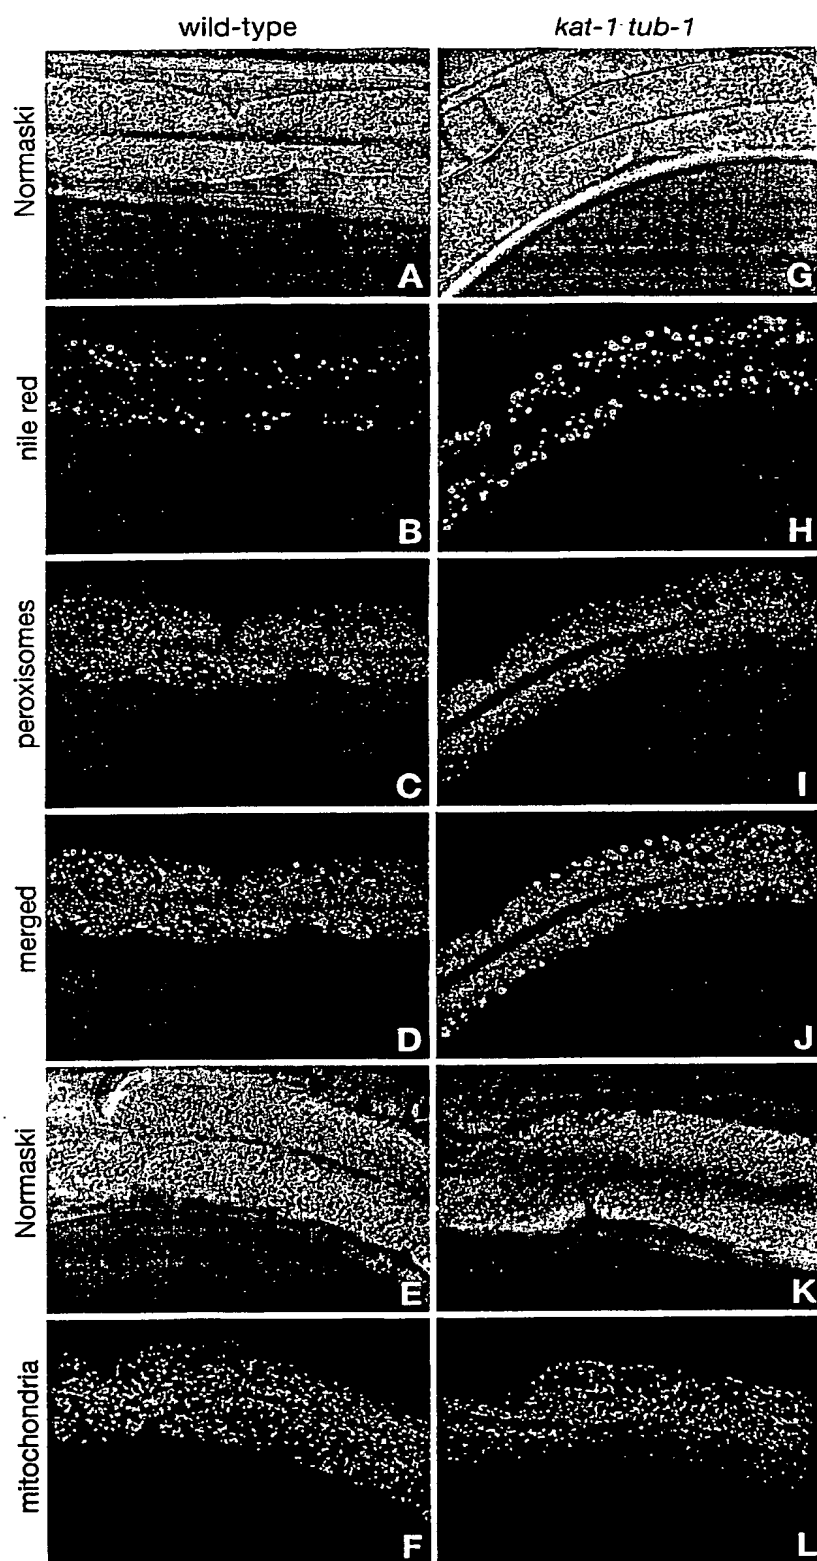 wild-type
kat-1 tub-1
Normaski
A
G
nile red
B
H
peroxisomes
C
I
merged
D
J
Normaski
E
K
mitochondria
F
L